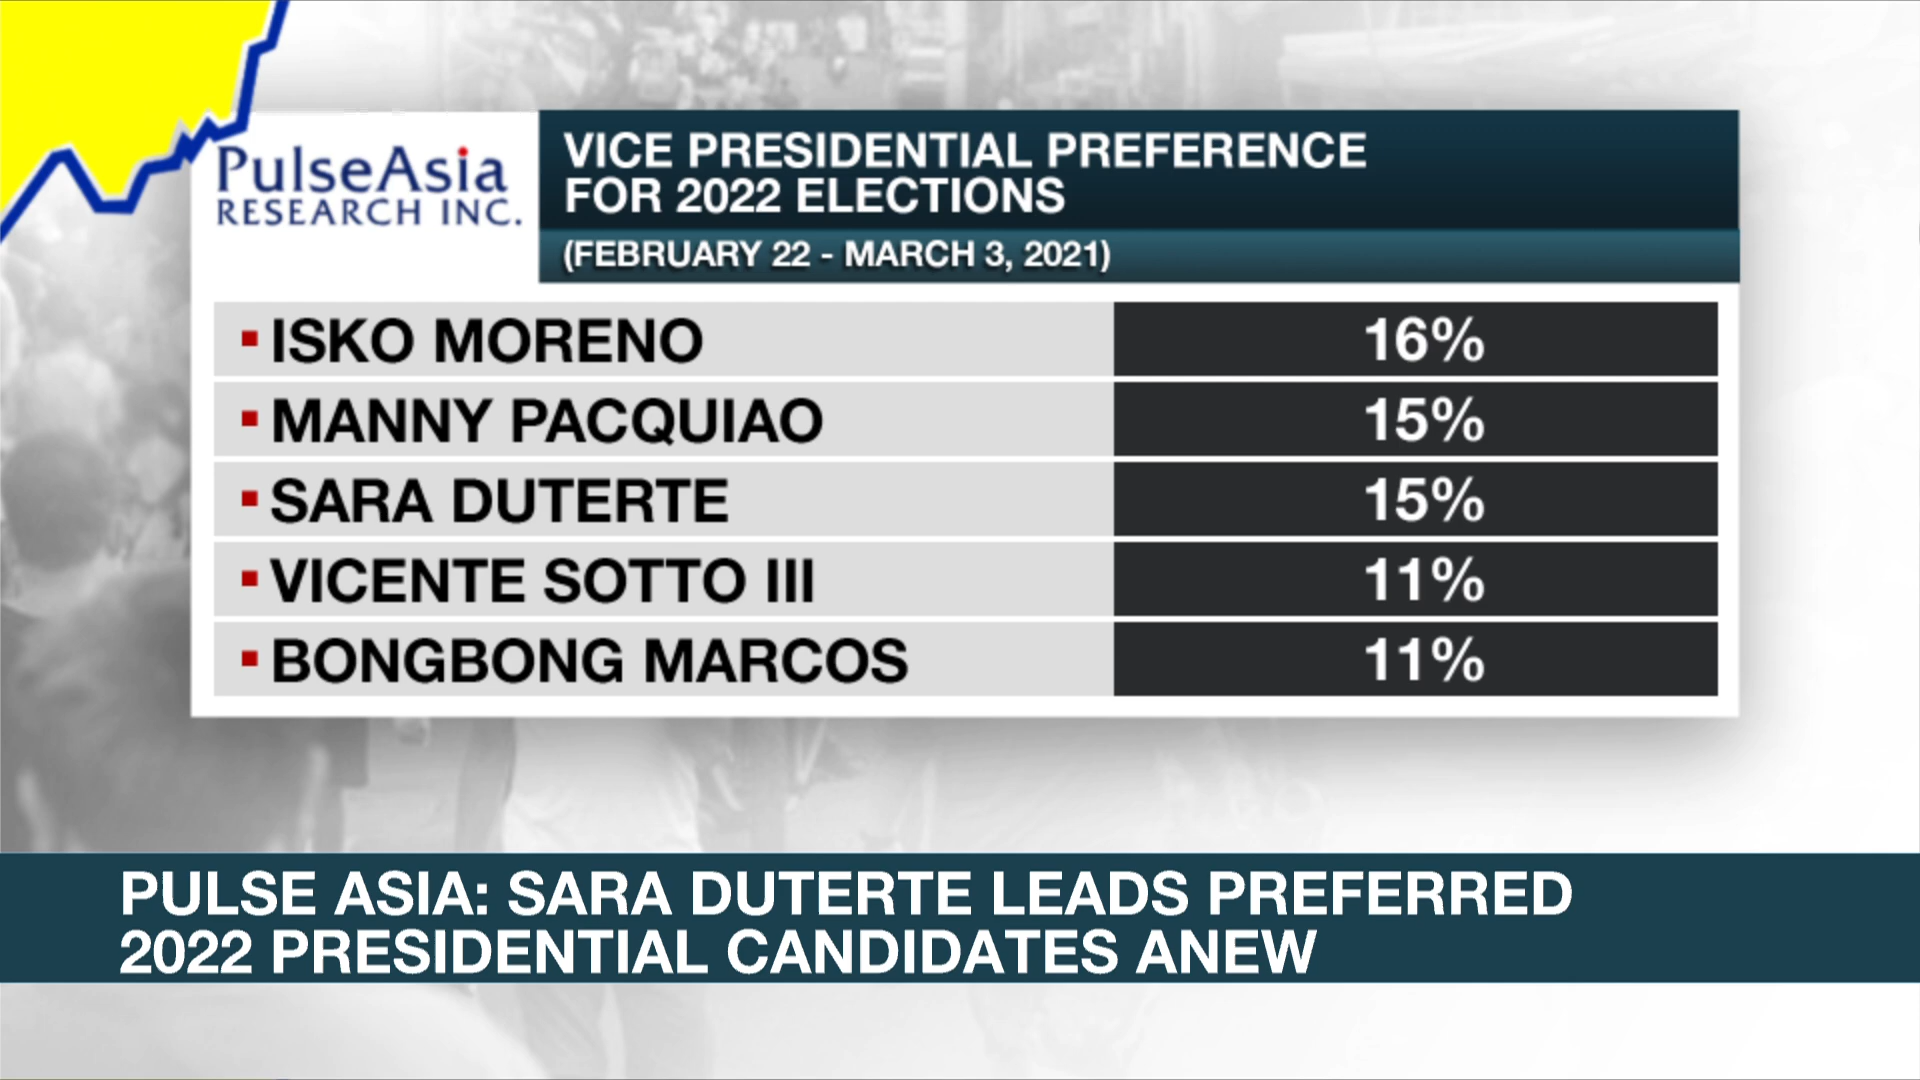 PulseAsia
RESEARCH INC.
VICE PRESIDENTIAL PREFERENCE
FOR 2022 ELECTIONS
(FEBRUARY 22 - MARCH 3, 2021)
▪ ISKO MORENO 16%
▪ MANNY PACQUIAO 15%
▪ SARA DUTERTE 15%
▪ VICENTE SOTTO III 11%
▪ BONGBONG MARCOS 11%
PULSE ASIA: SARA DUTERTE LEADS PREFERRED
2022 PRESIDENTIAL CANDIDATES ANEW